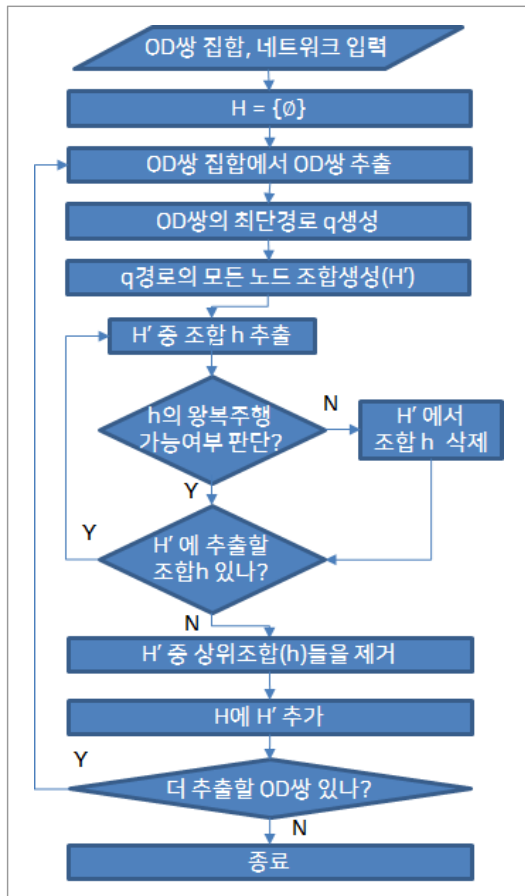 OD쌍 집합, 네트워크 입력
H = {∅}
OD쌍 집합에서 OD쌍 추출
OD쌍의 최단경로 q생성
q경로의 모든 노드 조합생성(H′)
H′ 중 조합 h 추출
h의 왕복주행
가능여부 판단?
N
H′ 에서
조합 h 삭제
Y
Y
H′ 에 추출할
조합h 있나?
N
H′ 중 상위조합(h)들을 제거
H에 H′ 추가
Y
더 추출할 OD쌍 있나?
N
종료